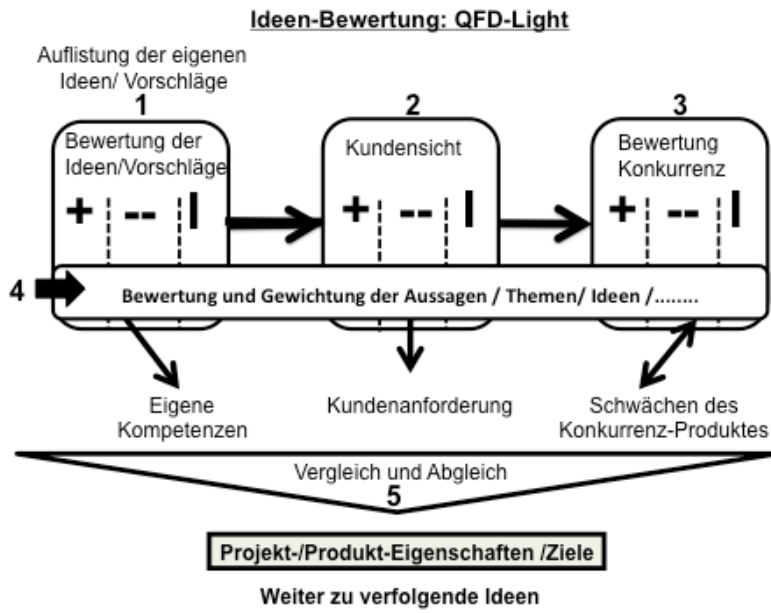 Ideen-Bewertung: QFD-Light
Auflistung der eigenen
Ideen/ Vorschläge
1
Bewertung der
Ideen/Vorschläge
+ -- I
2
Kundensicht
+ -- I
3
Bewertung
Konkurrenz
+ -- I
4
Bewertung und Gewichtung der Aussagen / Themen/ Ideen /........
Eigene
Kompetenzen
Kundenanforderung
Schwächen des
Konkurrenz-Produktes
Vergleich und Abgleich
5
Projekt-/Produkt-Eigenschaften /Ziele
Weiter zu verfolgende Ideen